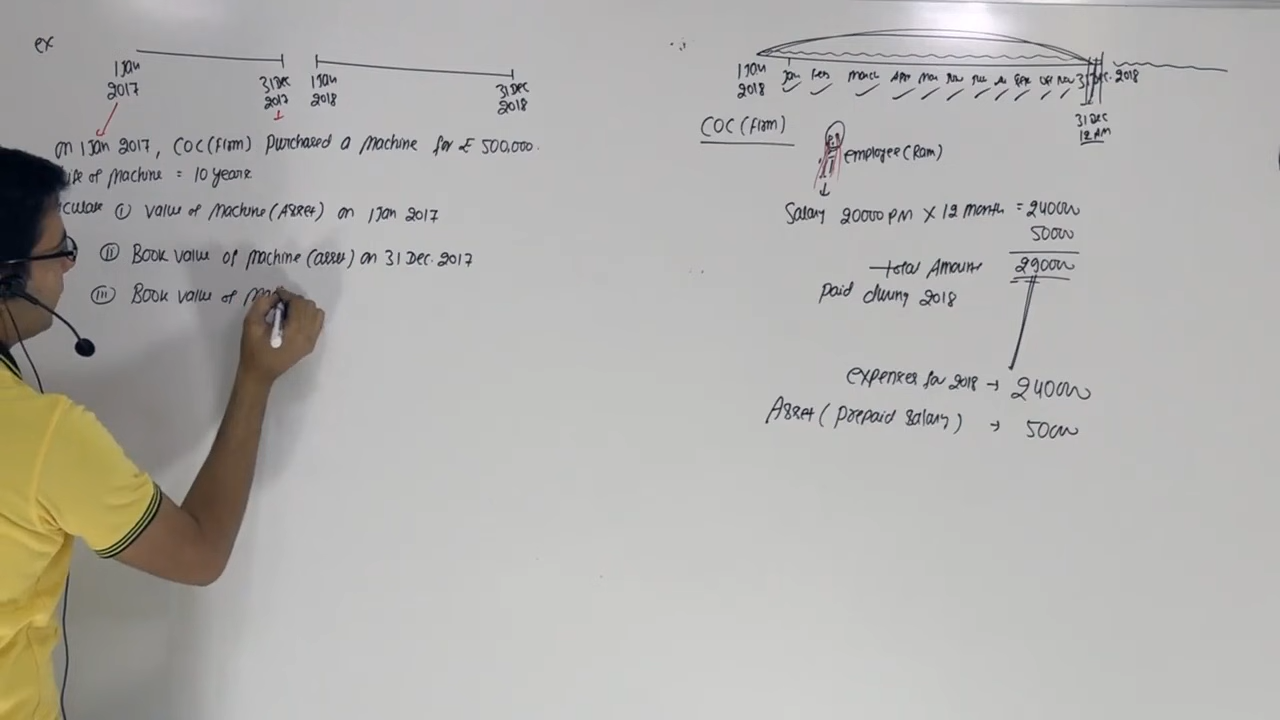 ex
1 Jan 2017
31 Dec 2017
1 Jan 2018
31 Dec 2018
on 1 Jan 2017, COC (firm) purchased a machine for £ 500,000.
life of machine = 10 years
culate (I) value of machine (Asset) on 1 Jan 2017
(II) Book value of machine (asset) on 31 Dec. 2017
(III) Book value of m
1 Jan 2018
Jan Feb March Apr
31 Dec. 2018
31 Dec
12 AM
COC (firm)
employee (Ram)
Salary 20000 PM X 12 month = 240000
50000
Total Amount 290000
paid during 2018
expenses for 2018 → 240000
Asset (prepaid salary) → 50000